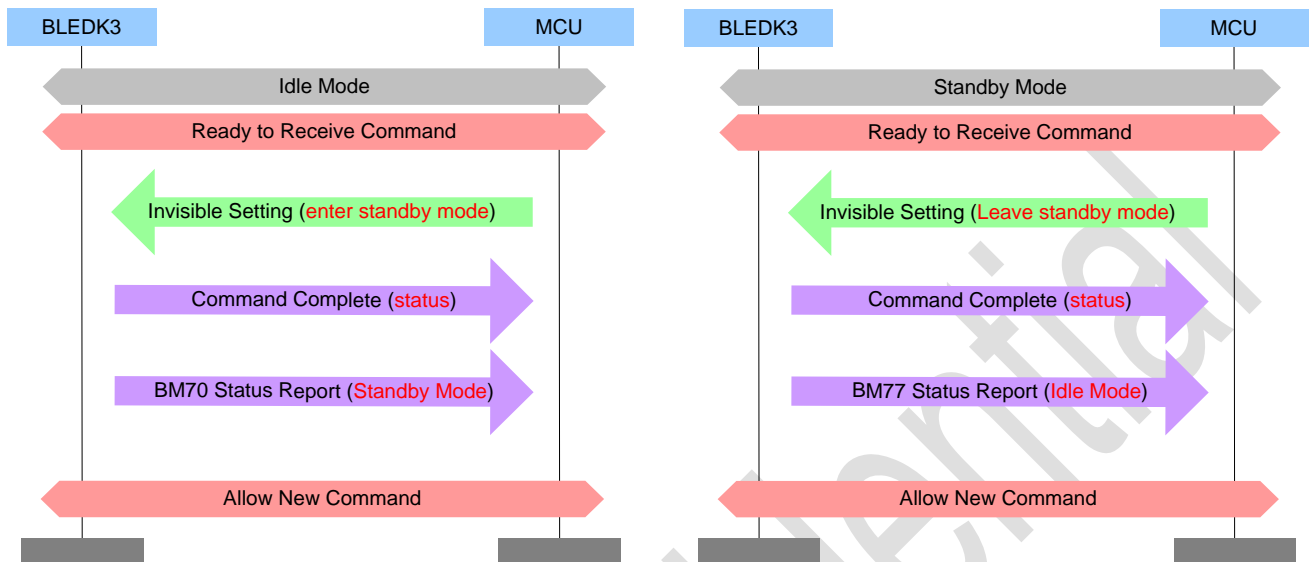 BLEDK3
MCU
Idle Mode
Ready to Receive Command
Invisible Setting (enter standby mode)
Command Complete (status)
BM70 Status Report (Standby Mode)
Allow New Command
BLEDK3
MCU
Standby Mode
Ready to Receive Command
Invisible Setting (Leave standby mode)
Command Complete (status)
BM77 Status Report (Idle Mode)
Allow New Command